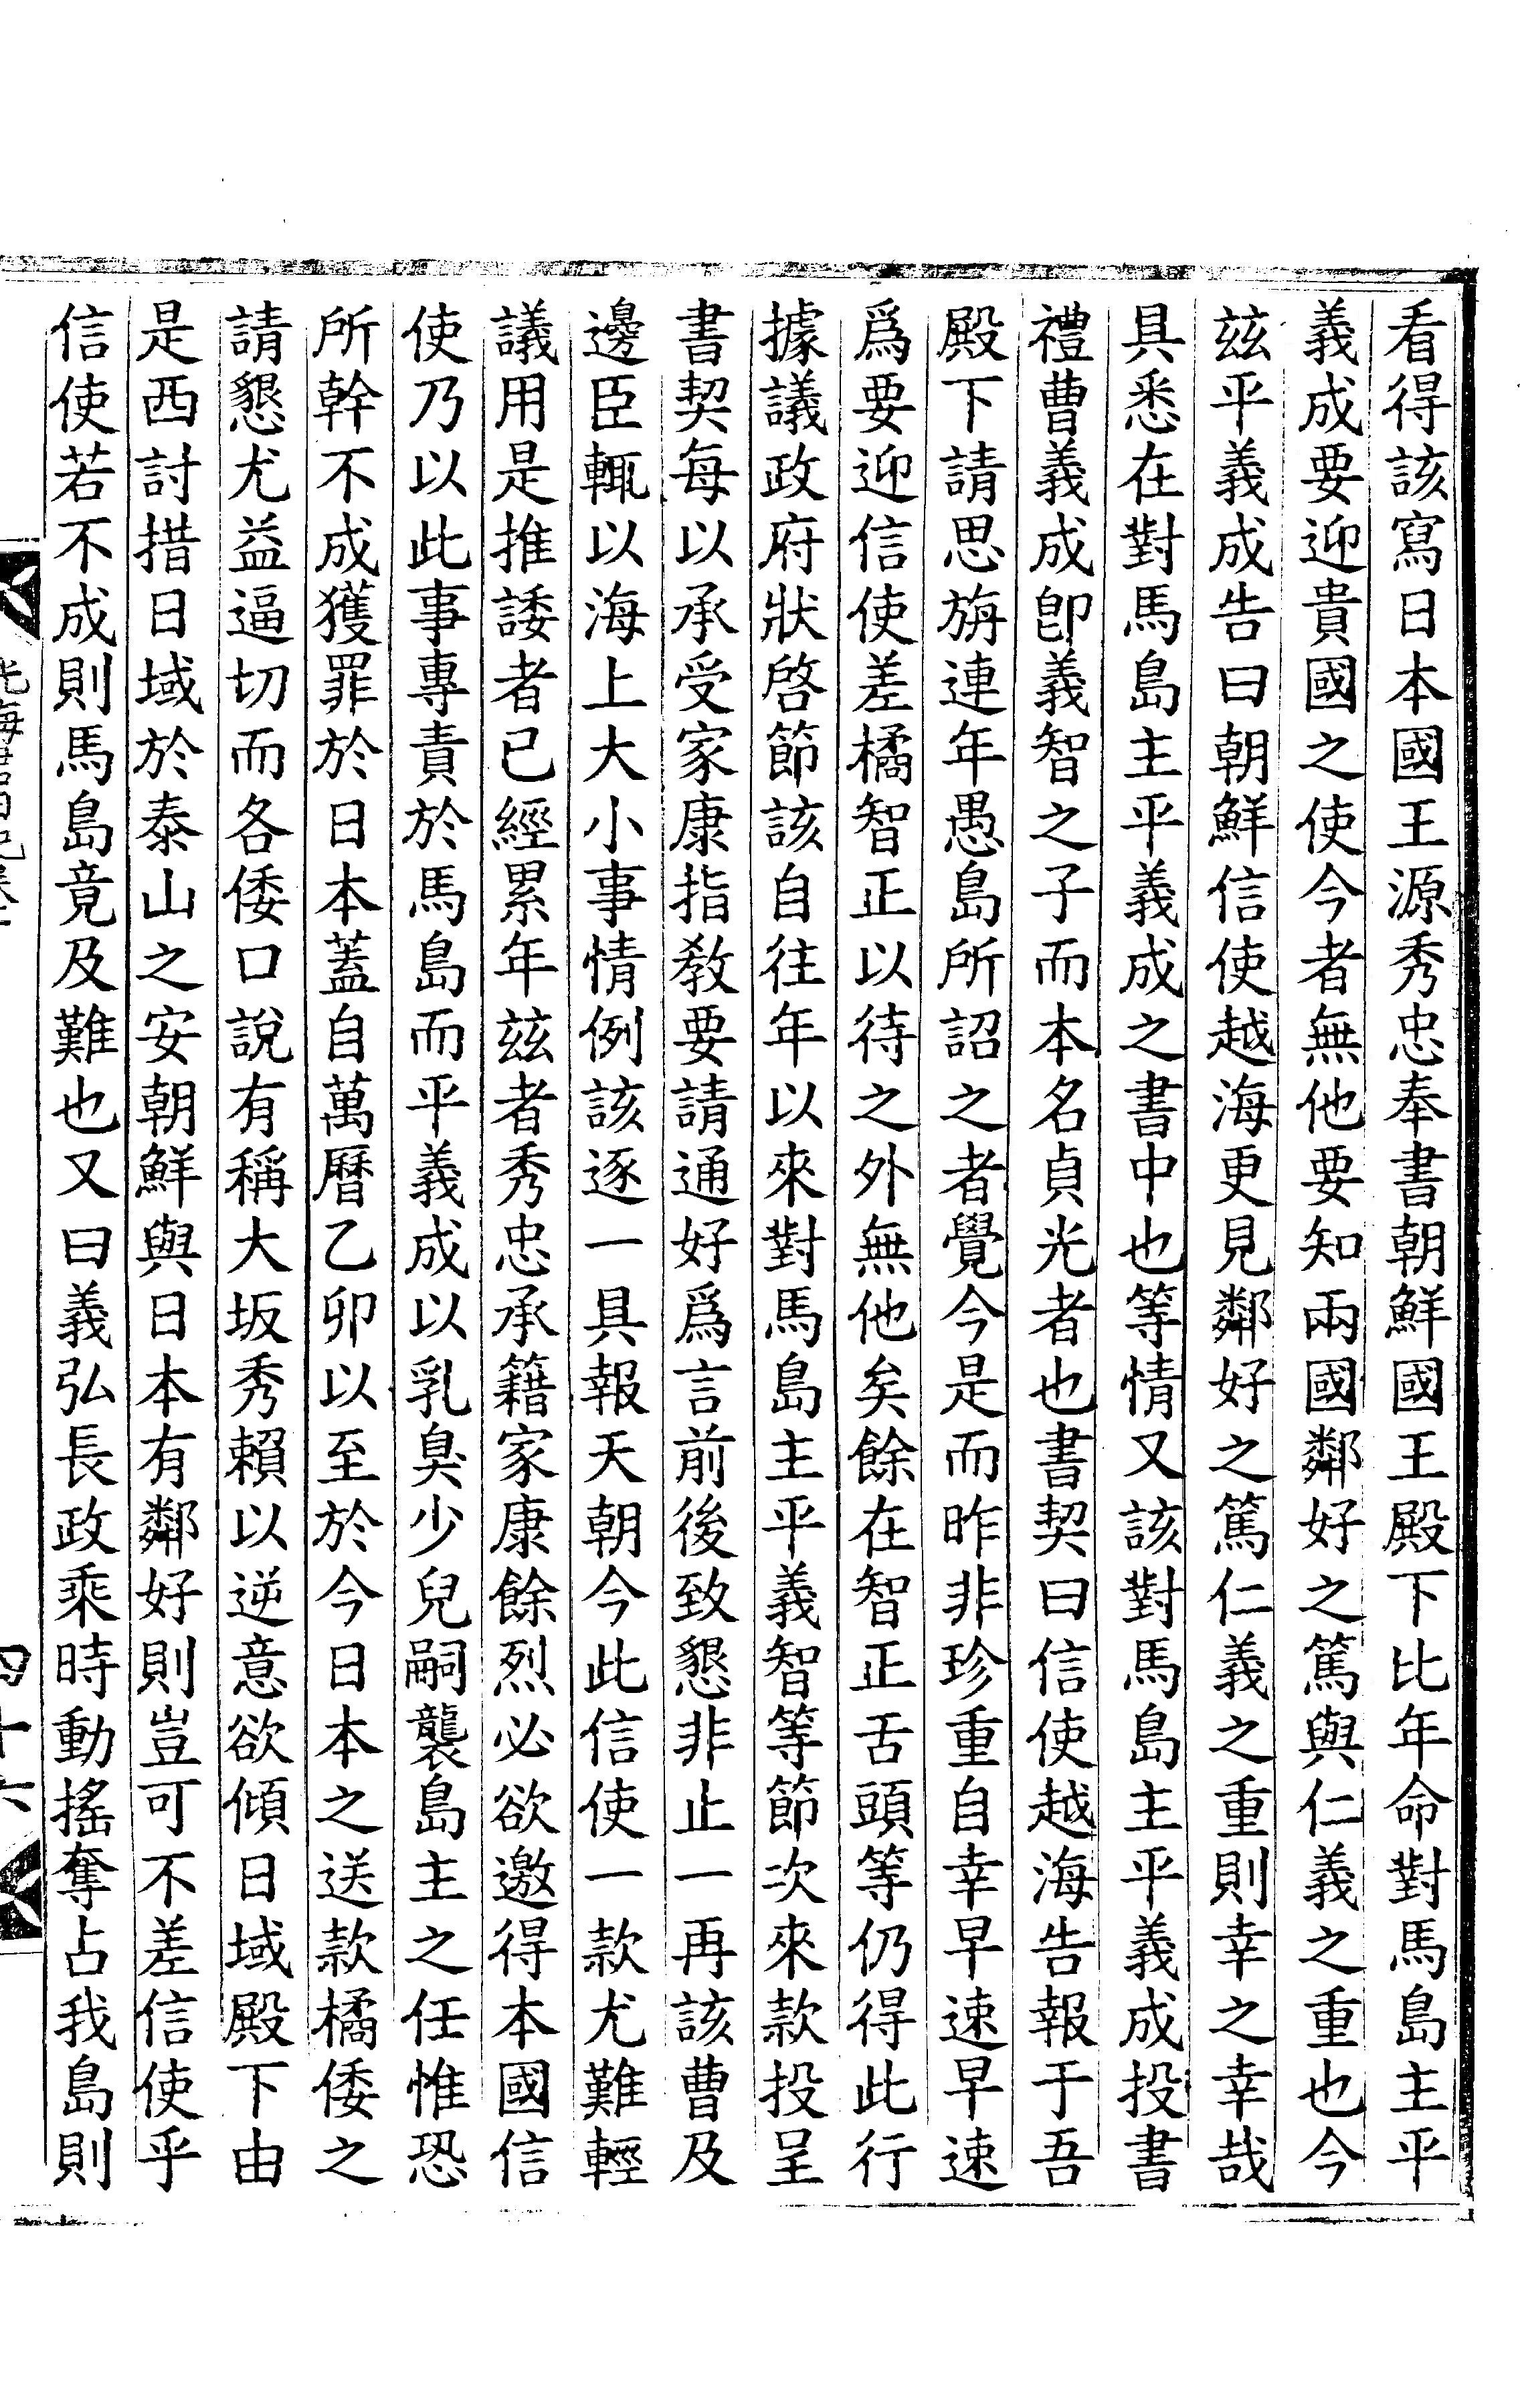 看得該寫日本國王源秀忠奉書朝鮮國王殿下比年命對馬島主平
義成要迎貴國之使今者無他要知兩國鄰好之篤與仁義之重也今
玆平義成告曰朝鮮信使越海更見鄰好之篤仁義之重則幸之幸哉
具悉在對馬島主平義成之書中也等情又該對馬島主平義成投書
禮曹義成卽義智之子而本名貞光者也書契曰信使越海告報于吾
殿下請思旃連年愚島所詔之者覺今是而昨非珍重自幸早速早速
爲要迎信使差橘智正以待之外無他矣餘在智正舌頭等仍得此行
據議政府狀啓節該自往年以來對馬島主平義智等節次來款投呈
書契每以承受家康指敎要請通好爲言前後致懇非止一再該曹及
邊臣輒以海上大小事情例該逐一具報天朝今此信使一款尤難輕
議用是推諉者已經累年玆者秀忠承籍家康餘烈必欲邀得本國信
使乃以此事專責於馬島而平義成以乳臭少兒嗣襲島主之任惟恐
所幹不成獲罪於日本蓋自萬曆乙卯以至於今日本之送款橘倭之
請懇尤益逼切而各倭口說有稱大坂秀賴以逆意欲傾日域殿下由
是西討措日域於泰山之安朝鮮與日本有鄰好則豈可不差信使乎
信使若不成則馬島竟及難也又曰義弘長政乘時動搖奪占我島則
四十六